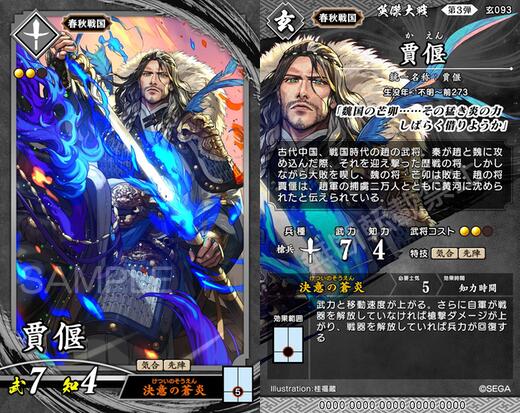 春秋戦国
SAMPLE
賈偃
気合 先陣
武7 知4
けついのそうえん
決意の蒼炎
5
玄
春秋戦国
英傑大戦
第3弾
玄093
か えん
賈偃
統一名称・賈偃
生没年・不明〜前273
「魏国の芒卯……その猛き炎の力
しばらく借りようか」
古代中国、戦国時代の趙の武将。秦が趙と魏に攻
め込んだ際、それを迎え撃った歴戦の将。しかし
ながら大敗を喫し、魏の将・芒卯は敗走。趙の将
賈偃は、趙軍の捕虜二万人とともに黄河に沈めら
れたと伝えられている。
兵種 武力 知力 武将コスト
槍兵 7 4 特技 気合 先陣
けついのそうえん 必要士気 効果時間
決意の蒼炎 5 知力時間
効果範囲
武力と移動速度が上がる。さらに自軍が戦
器を解放していなければ槍撃ダメージが上
がり、戦器を解放していれば兵力が回復す
る
Illustration:桂福蔵
©SEGA
0000-0000-0000-0000-0000